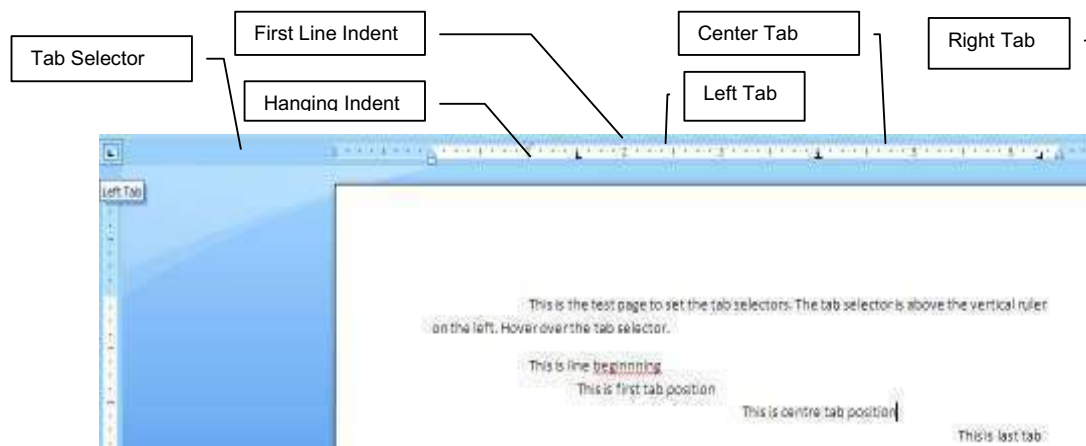 First Line Indent
Center Tab
Right Tab
Tab Selector
Hanging Indent
Left Tab
Left Tab
This is the test page to set the tab selectors. The tab selector is above the vertical ruler
on the left. Hover over the tab selector.
This is line beginnning
This is first tab position
This is centre tab position
This is last tab